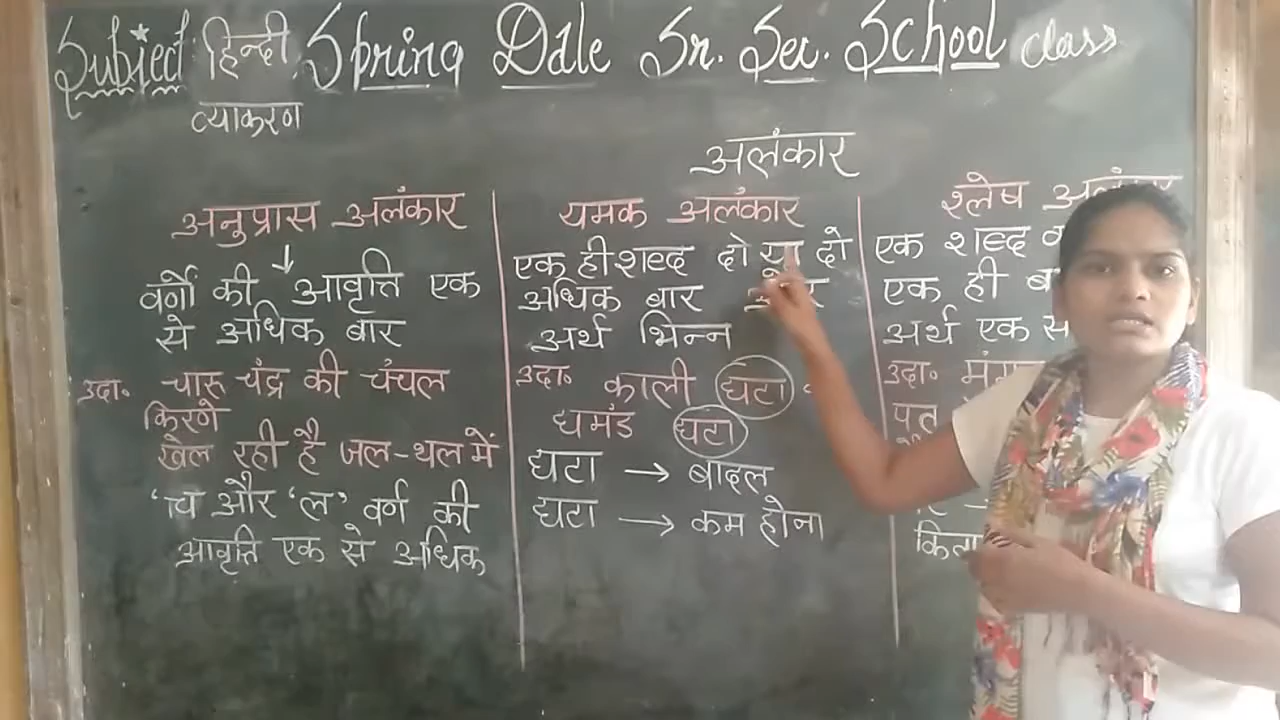 Subject हिन्दी Spring Dale Sr. Sec. School class
व्याकरण
अलंकार
अनुप्रास अलंकार
↓
वर्णों की आवृत्ति एक
से अधिक बार
उदा॰ चारू चंद्र की चंचल
किरणे
खेल रही है जल-थल में
'च और 'ल' वर्ण की
आवृत्ति एक से अधिक
यमक अलंकार
एक ही शब्द दो या दो
अधिक बार
अर्थ भिन्न
उदा॰ काली घटा
घमंड घटा
घटा → बादल
घटा → कम होना
श्लेष अलंकार
एक शब्द
एक ही
अर्थ एक
उदा॰